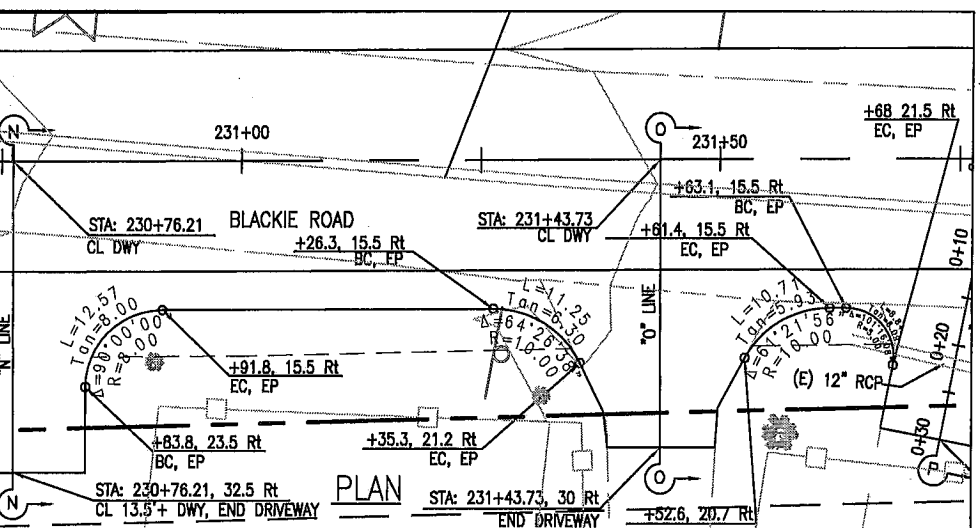 +68 21.5 Rt
EC, EP
N
231+00
O
231+50
+63.1, 15.5 Rt
BC, EP
STA: 230+76.21
CL DWY
BLACKIE ROAD
STA: 231+43.73
CL DWY
+61.4, 15.5 Rt
EC, EP
+26.3, 15.5 Rt
BC, EP
0+10
L=12.57
Tan=8.00
Δ=90°00'00"
R=8.00
L=11.25
Tan=6.30
Δ=64°26'38"
R=10.00
"O" LINE
L=10.71
Tan=5.93
Δ=61°21'56"
R=10.00
R=5.00
0+20
N" LINE
+91.8, 15.5 Rt
EC, EP
(E) 12" RCP
+83.8, 23.5 Rt
BC, EP
+35.3, 21.2 Rt
EC, EP
0+30
STA: 230+76.21, 32.5 Rt
CL 13.5'+ DWY, END DRIVEWAY
PLAN
STA: 231+43.73, 30 Rt
END DRIVEWAY
+52.6, 20.7 Rt
N
O
P